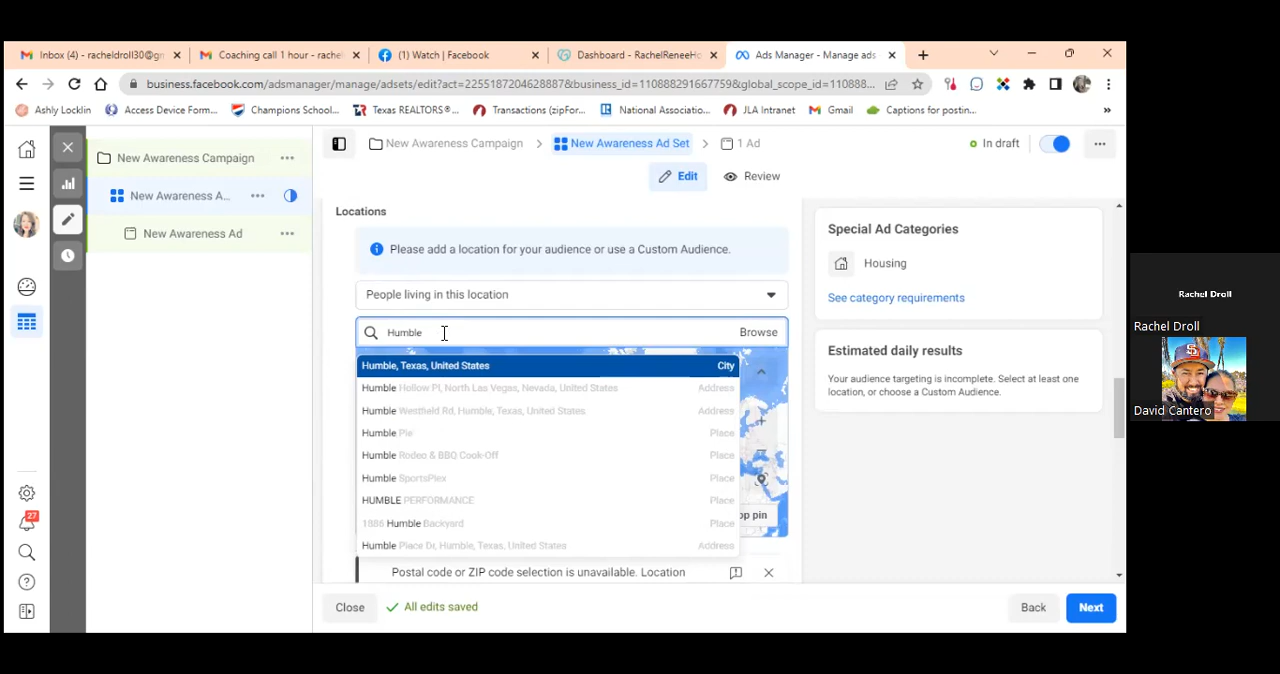 Inbox (4) - racheldroll30@gm
Coaching call 1 hour - rache
(1) Watch | Facebook
Dashboard - RachelReneeHo
Ads Manager - Manage ads
business.facebook.com/adsmanager/manage/adsets/edit?act=22551872046288​87&business_id=110888291667759&global_scope_id=110888...
Ashly Locklin
Access Device Form...
Champions School...
Texas REALTORS®...
Transactions (zipFor...
National Associatio...
JLA Intranet
Gmail
Captions for postin...
»
New Awareness Campaign
New Awareness A...
New Awareness Ad
27
New Awareness Campaign > New Awareness Ad Set > 1 Ad
In draft
Edit
Review
Locations
Please add a location for your audience or use a Custom Audience.
People living in this location
Humble
Browse
Humble, Texas, United States City
Humble Hollow Pl, North Las Vegas, Nevada, United States Address
Humble Westfield Rd, Humble, Texas, United States Address
Humble Pie Place
Humble Rodeo & BBQ Cook-Off Place
Humble SportsPlex Place
HUMBLE PERFORMANCE Place
1886 Humble Backyard Place
Humble Place Dr, Humble, Texas, United States Address
op pin
Postal code or ZIP code selection is unavailable. Location
Close
All edits saved
Back
Next
Special Ad Categories
Housing
See category requirements
Estimated daily results
Your audience targeting is incomplete. Select at least one
location, or choose a Custom Audience.
Rachel Droll
Rachel Droll
David Cantero